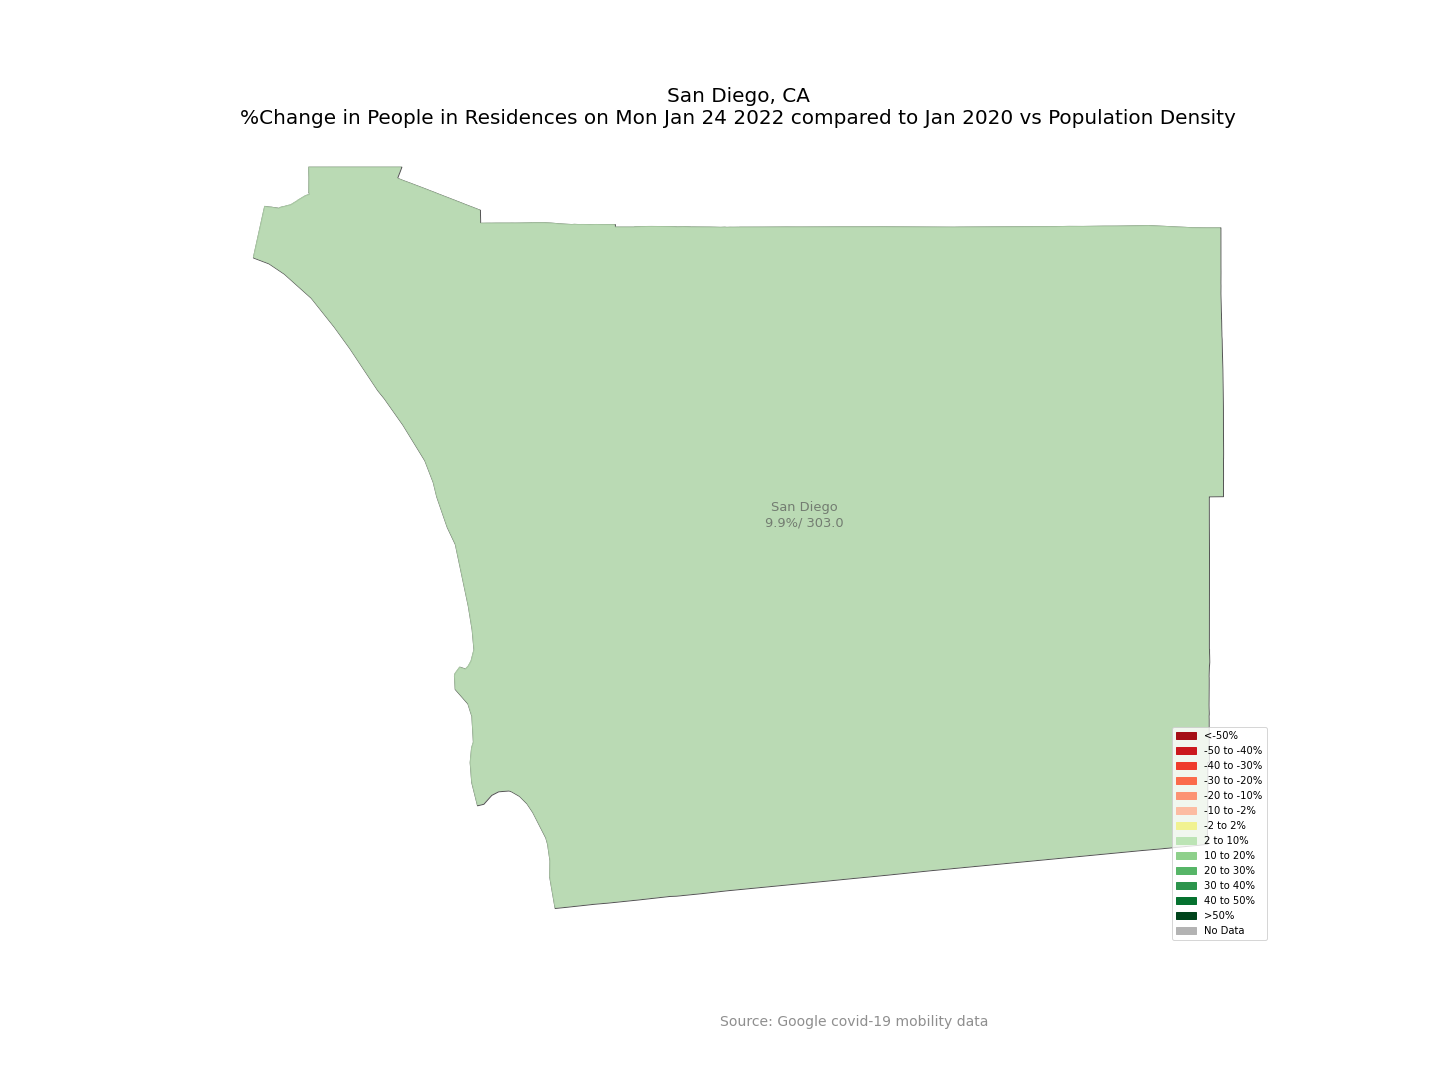 San Diego, CA
%Change in People in Residences on Mon Jan 24 2022 compared to Jan 2020 vs Population Density
San Diego
9.9%/ 303.0
<-50%
-50 to -40%
-40 to -30%
-30 to -20%
-20 to -10%
-10 to -2%
-2 to 2%
2 to 10%
10 to 20%
20 to 30%
30 to 40%
40 to 50%
>50%
No Data
Source: Google covid-19 mobility data